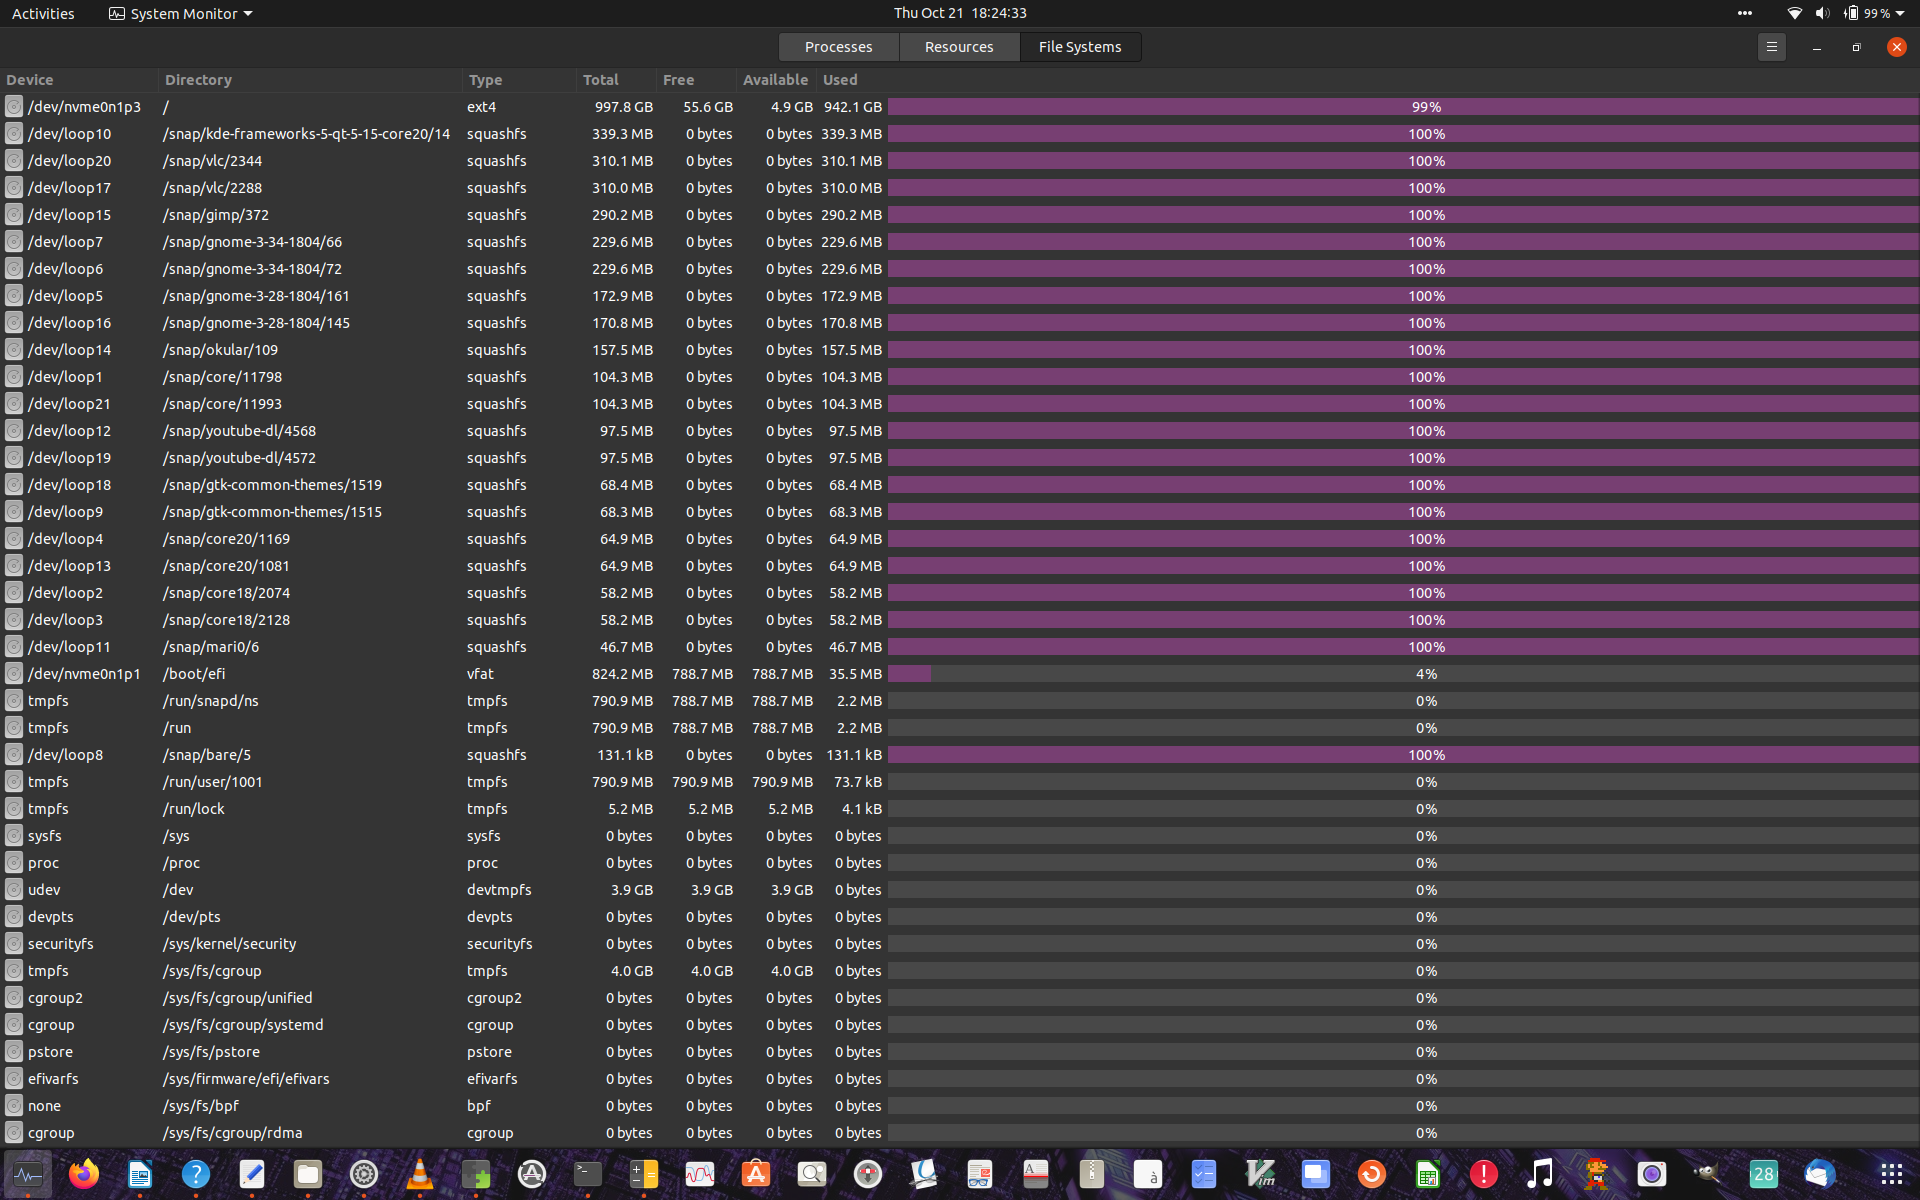 Activities System Monitor Thu Oct 21 18:24:33 99 %
Processes Resources File Systems
Device Directory Type Total Free Available Used
/dev/nvme0n1p3 / ext4 997.8 GB 55.6 GB 4.9 GB 942.1 GB 99%
/dev/loop10 /snap/kde-frameworks-5-qt-5-15-core20/14 squashfs 339.3 MB 0 bytes 0 bytes 339.3 MB 100%
/dev/loop20 /snap/vlc/2344 squashfs 310.1 MB 0 bytes 0 bytes 310.1 MB 100%
/dev/loop17 /snap/vlc/2288 squashfs 310.0 MB 0 bytes 0 bytes 310.0 MB 100%
/dev/loop15 /snap/gimp/372 squashfs 290.2 MB 0 bytes 0 bytes 290.2 MB 100%
/dev/loop7 /snap/gnome-3-34-1804/66 squashfs 229.6 MB 0 bytes 0 bytes 229.6 MB 100%
/dev/loop6 /snap/gnome-3-34-1804/72 squashfs 229.6 MB 0 bytes 0 bytes 229.6 MB 100%
/dev/loop5 /snap/gnome-3-28-1804/161 squashfs 172.9 MB 0 bytes 0 bytes 172.9 MB 100%
/dev/loop16 /snap/gnome-3-28-1804/145 squashfs 170.8 MB 0 bytes 0 bytes 170.8 MB 100%
/dev/loop14 /snap/okular/109 squashfs 157.5 MB 0 bytes 0 bytes 157.5 MB 100%
/dev/loop1 /snap/core/11798 squashfs 104.3 MB 0 bytes 0 bytes 104.3 MB 100%
/dev/loop21 /snap/core/11993 squashfs 104.3 MB 0 bytes 0 bytes 104.3 MB 100%
/dev/loop12 /snap/youtube-dl/4568 squashfs 97.5 MB 0 bytes 0 bytes 97.5 MB 100%
/dev/loop19 /snap/youtube-dl/4572 squashfs 97.5 MB 0 bytes 0 bytes 97.5 MB 100%
/dev/loop18 /snap/gtk-common-themes/1519 squashfs 68.4 MB 0 bytes 0 bytes 68.4 MB 100%
/dev/loop9 /snap/gtk-common-themes/1515 squashfs 68.3 MB 0 bytes 0 bytes 68.3 MB 100%
/dev/loop4 /snap/core20/1169 squashfs 64.9 MB 0 bytes 0 bytes 64.9 MB 100%
/dev/loop13 /snap/core20/1081 squashfs 64.9 MB 0 bytes 0 bytes 64.9 MB 100%
/dev/loop2 /snap/core18/2074 squashfs 58.2 MB 0 bytes 0 bytes 58.2 MB 100%
/dev/loop3 /snap/core18/2128 squashfs 58.2 MB 0 bytes 0 bytes 58.2 MB 100%
/dev/loop11 /snap/mari0/6 squashfs 46.7 MB 0 bytes 0 bytes 46.7 MB 100%
/dev/nvme0n1p1 /boot/efi vfat 824.2 MB 788.7 MB 788.7 MB 35.5 MB 4%
tmpfs /run/snapd/ns tmpfs 790.9 MB 788.7 MB 788.7 MB 2.2 MB 0%
tmpfs /run tmpfs 790.9 MB 788.7 MB 788.7 MB 2.2 MB 0%
/dev/loop8 /snap/bare/5 squashfs 131.1 kB 0 bytes 0 bytes 131.1 kB 100%
tmpfs /run/user/1001 tmpfs 790.9 MB 790.9 MB 790.9 MB 73.7 kB 0%
tmpfs /run/lock tmpfs 5.2 MB 5.2 MB 5.2 MB 4.1 kB 0%
sysfs /sys sysfs 0 bytes 0 bytes 0 bytes 0 bytes 0%
proc /proc proc 0 bytes 0 bytes 0 bytes 0 bytes 0%
udev /dev devtmpfs 3.9 GB 3.9 GB 3.9 GB 0 bytes 0%
devpts /dev/pts devpts 0 bytes 0 bytes 0 bytes 0 bytes 0%
securityfs /sys/kernel/security securityfs 0 bytes 0 bytes 0 bytes 0 bytes 0%
tmpfs /sys/fs/cgroup tmpfs 4.0 GB 4.0 GB 4.0 GB 0 bytes 0%
cgroup2 /sys/fs/cgroup/unified cgroup2 0 bytes 0 bytes 0 bytes 0 bytes 0%
cgroup /sys/fs/cgroup/systemd cgroup 0 bytes 0 bytes 0 bytes 0 bytes 0%
pstore /sys/fs/pstore pstore 0 bytes 0 bytes 0 bytes 0 bytes 0%
efivarfs /sys/firmware/efi/efivars efivarfs 0 bytes 0 bytes 0 bytes 0 bytes 0%
none /sys/fs/bpf bpf 0 bytes 0 bytes 0 bytes 0 bytes 0%
cgroup /sys/fs/cgroup/rdma cgroup 0 bytes 0 bytes 0 bytes 0 bytes 0%
28